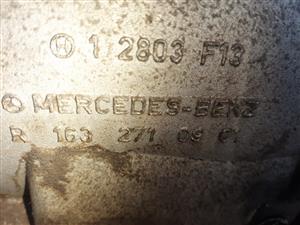 H 1 2803 F13
MERCEDES-BENZ
R 163 271 09 01